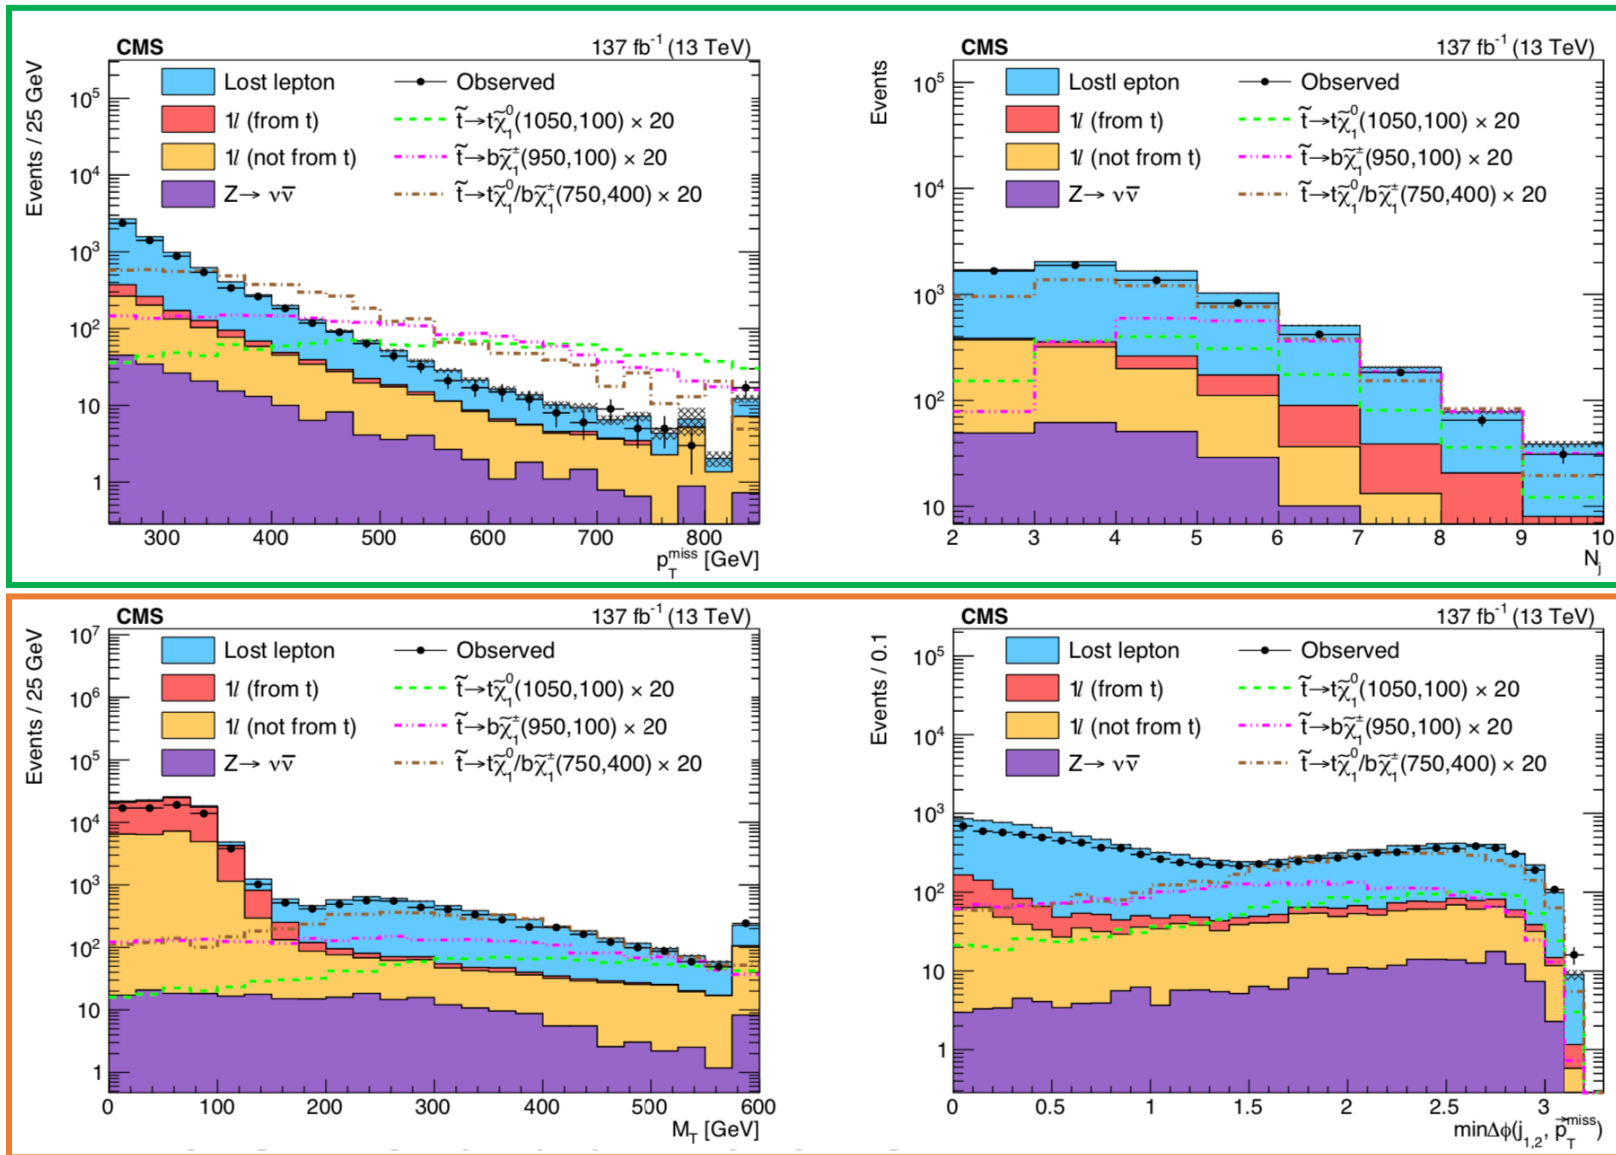 CMS 137 fb⁻¹ (13 TeV)
Events / 25 GeV
Lost lepton
Observed
1l (from t)
t̃→tχ̃₁⁰(1050,100) × 20
1l (not from t)
t̃→bχ̃₁±(950,100) × 20
Z→ νν̅
t̃→tχ̃₁⁰/bχ̃₁±(750,400) × 20
10⁵
10⁴
10³
10²
10
1
300 400 500 600 700 800
p_T^miss [GeV]
CMS 137 fb⁻¹ (13 TeV)
Events
Lostl epton
Observed
1l (from t)
t̃→tχ̃₁⁰(1050,100) × 20
1l (not from t)
t̃→bχ̃₁±(950,100) × 20
Z→ νν̅
t̃→tχ̃₁⁰/bχ̃₁±(750,400) × 20
10⁵
10⁴
10³
10²
10
2 3 4 5 6 7 8 9 10
N_j
CMS 137 fb⁻¹ (13 TeV)
Events / 25 GeV
Lost lepton
Observed
1l (from t)
t̃→tχ̃₁⁰(1050,100) × 20
1l (not from t)
t̃→bχ̃₁±(950,100) × 20
Z→ νν̅
t̃→tχ̃₁⁰/bχ̃₁±(750,400) × 20
10⁷
10⁶
10⁵
10⁴
10³
10²
10
1
0 100 200 300 400 500 600
M_T [GeV]
CMS 137 fb⁻¹ (13 TeV)
Events / 0.1
Lost lepton
Observed
1l (from t)
t̃→tχ̃₁⁰(1050,100) × 20
1l (not from t)
t̃→bχ̃₁±(950,100) × 20
Z→ νν̅
t̃→tχ̃₁⁰/bχ̃₁±(750,400) × 20
10⁵
10⁴
10³
10²
10
1
0 0.5 1 1.5 2 2.5 3
minΔϕ(j₁,₂, p⃗_T^miss)